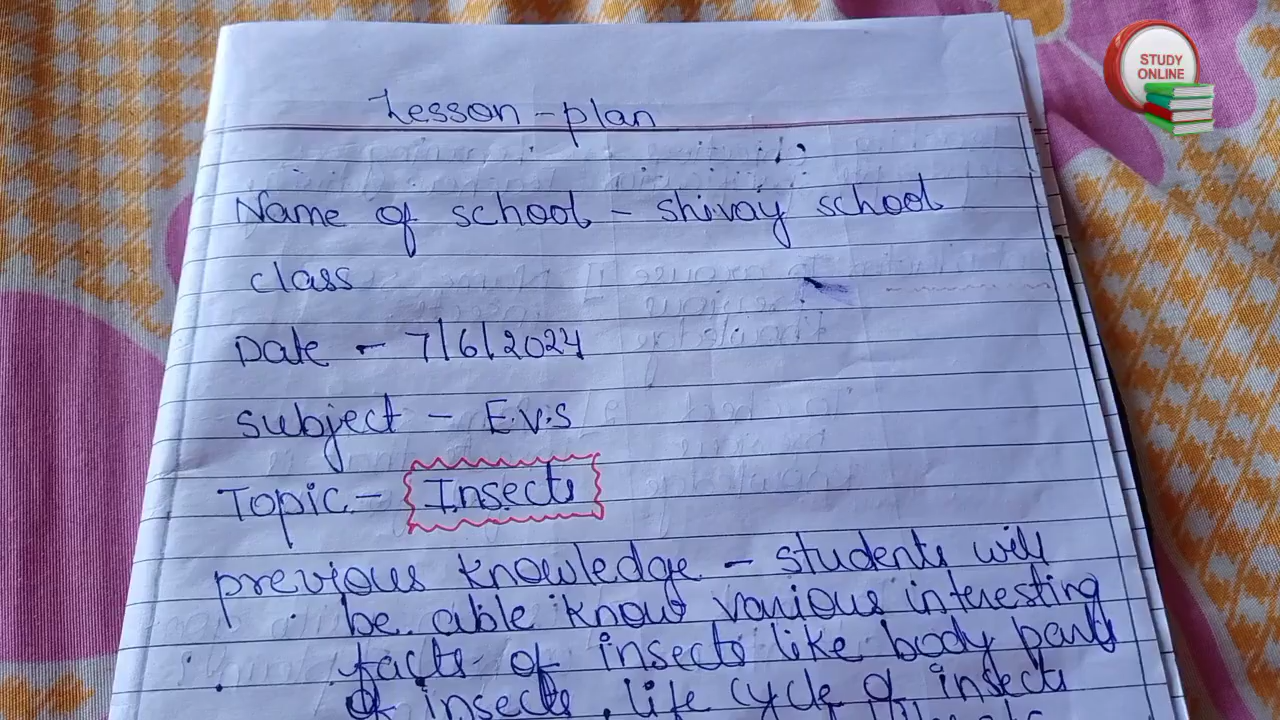 STUDY
ONLINE
Lesson-plan
Name of school - shivay school
class
Date - 7/6/2024
subject - E.V.S
Topic - Insects
previous knowledge - students will
be able know various interesting
facts of insects like body parts
of insects, life cycle of insects